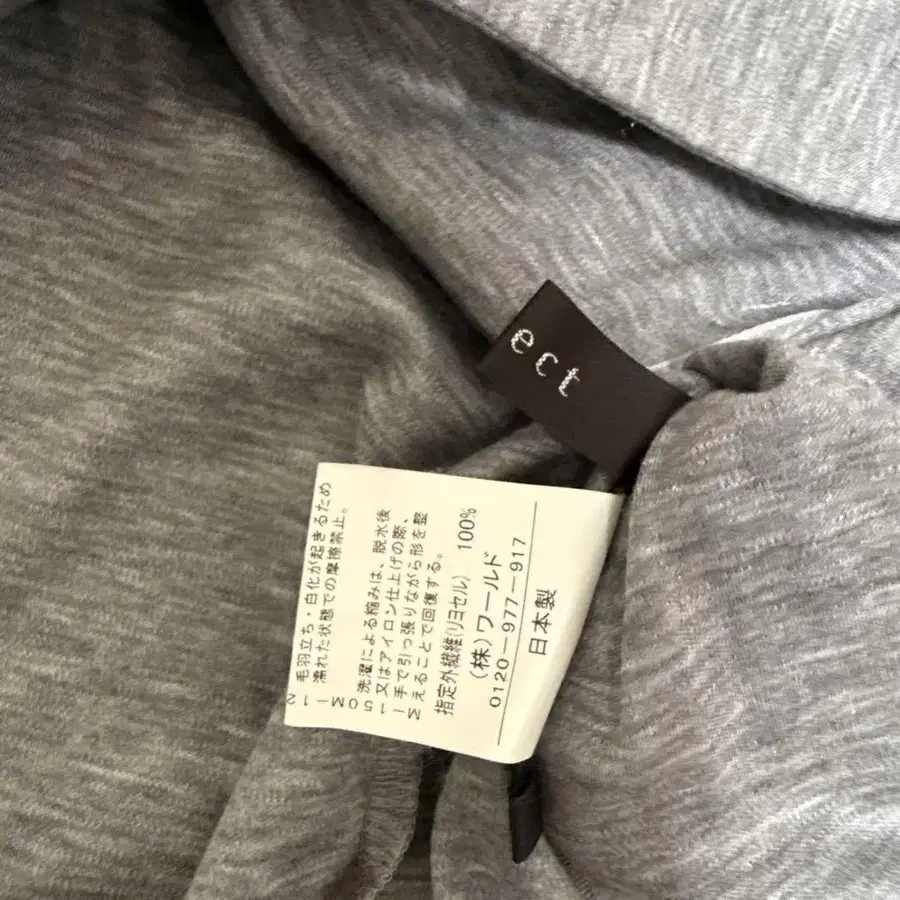 ect
毛羽立ち・白化が起きるため
濡れた状態での摩擦禁止。
洗濯による縮みは、脱水後
又はアイロン仕上げの際、
手で引っ張りながら形を整
えることで回復する。
指定外繊維(リヨセル) 100%
(株)ワールド
0120-977-917
日本製